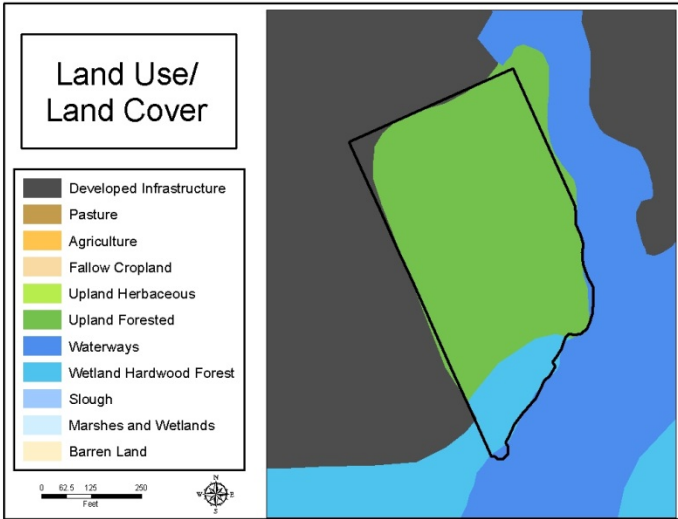 Land Use/
Land Cover
Developed Infrastructure
Pasture
Agriculture
Fallow Cropland
Upland Herbaceous
Upland Forested
Waterways
Wetland Hardwood Forest
Slough
Marshes and Wetlands
Barren Land
0 62.5 125 250
Feet
N
W E
S